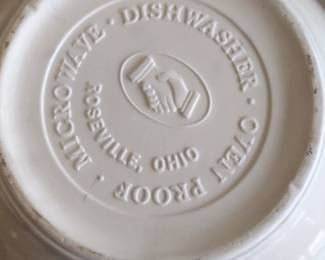 MICROWAVE · DISHWASHER · OVEN PROOF ·
ROSEVILLE, OHIO